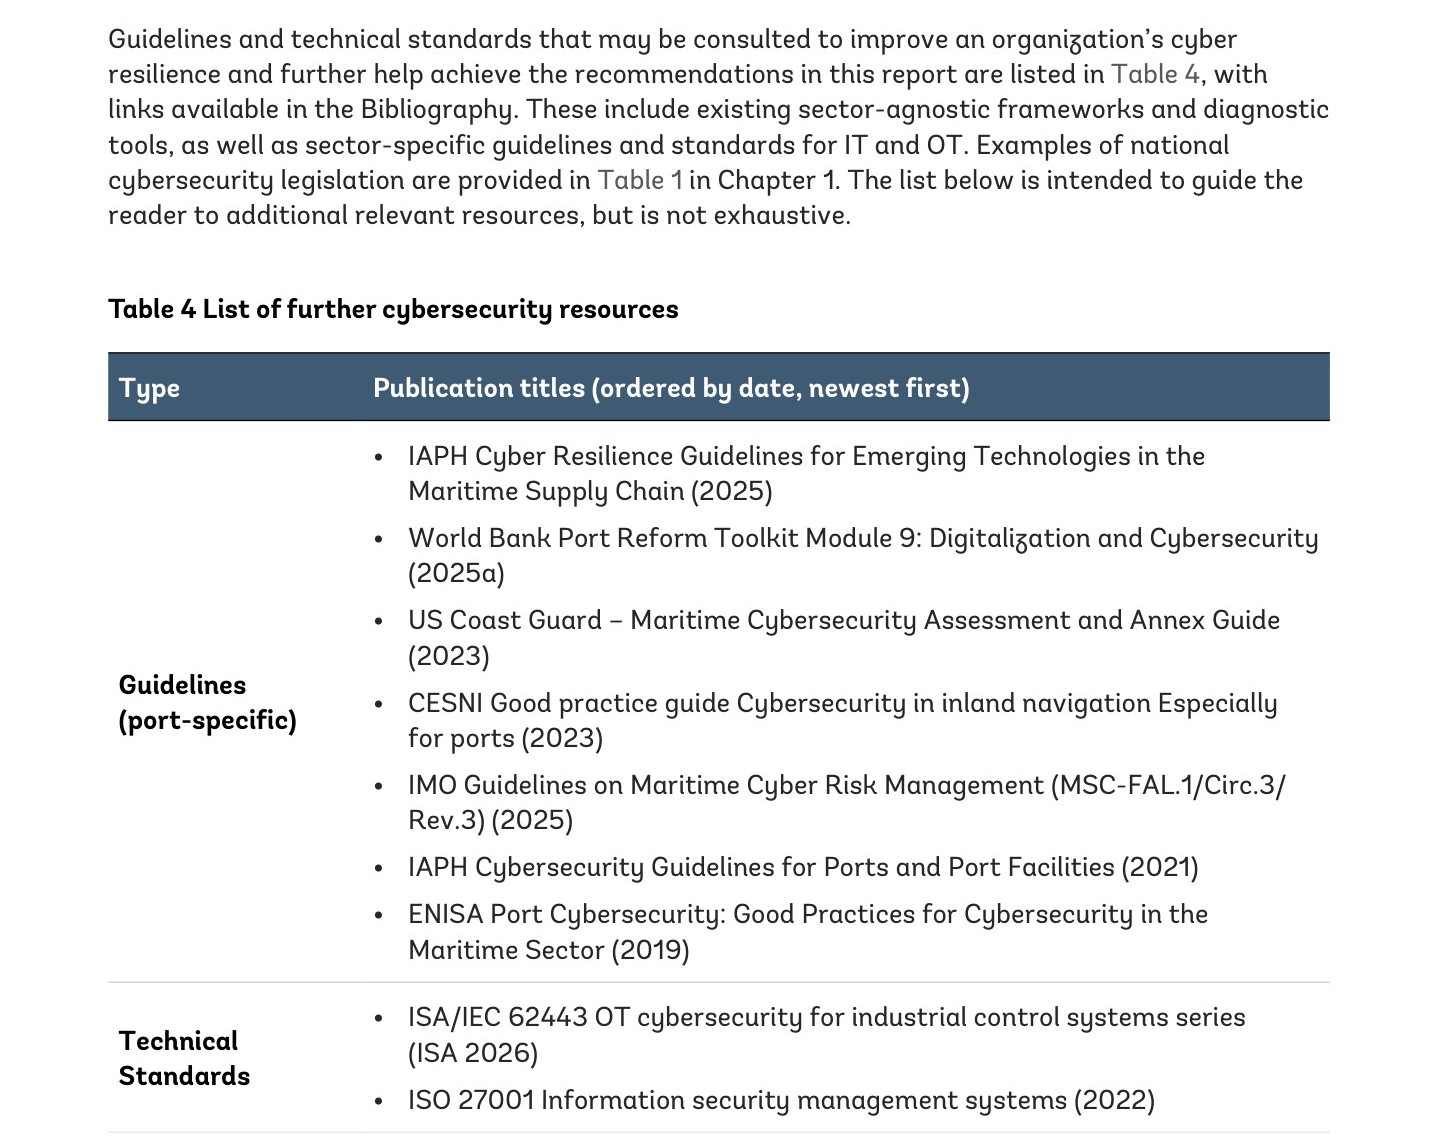 Guidelines and technical standards that may be consulted to improve an organization’s cyber
resilience and further help achieve the recommendations in this report are listed in Table 4, with
links available in the Bibliography. These include existing sector-agnostic frameworks and diagnostic
tools, as well as sector-specific guidelines and standards for IT and OT. Examples of national
cybersecurity legislation are provided in Table 1 in Chapter 1. The list below is intended to guide the
reader to additional relevant resources, but is not exhaustive.
Table 4 List of further cybersecurity resources
Type
Publication titles (ordered by date, newest first)
Guidelines
(port-specific)
• IAPH Cyber Resilience Guidelines for Emerging Technologies in the
Maritime Supply Chain (2025)
• World Bank Port Reform Toolkit Module 9: Digitalization and Cybersecurity
(2025a)
• US Coast Guard – Maritime Cybersecurity Assessment and Annex Guide
(2023)
• CESNI Good practice guide Cybersecurity in inland navigation Especially
for ports (2023)
• IMO Guidelines on Maritime Cyber Risk Management (MSC-FAL.1/Circ.3/
Rev.3) (2025)
• IAPH Cybersecurity Guidelines for Ports and Port Facilities (2021)
• ENISA Port Cybersecurity: Good Practices for Cybersecurity in the
Maritime Sector (2019)
Technical
Standards
• ISA/IEC 62443 OT cybersecurity for industrial control systems series
(ISA 2026)
• ISO 27001 Information security management systems (2022)